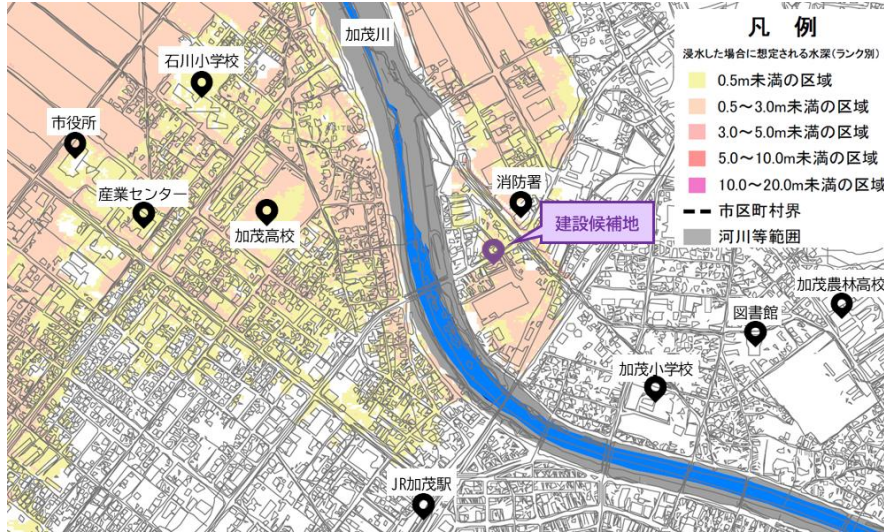 加茂川
石川小学校
市役所
産業センター
加茂高校
消防署
建設候補地
加茂農林高校
図書館
加茂小学校
JR加茂駅
凡 例
浸水した場合に想定される水深(ランク別)
0.5m未満の区域
0.5~3.0m未満の区域
3.0~5.0m未満の区域
5.0~10.0m未満の区域
10.0~20.0m未満の区域
市区町村界
河川等範囲